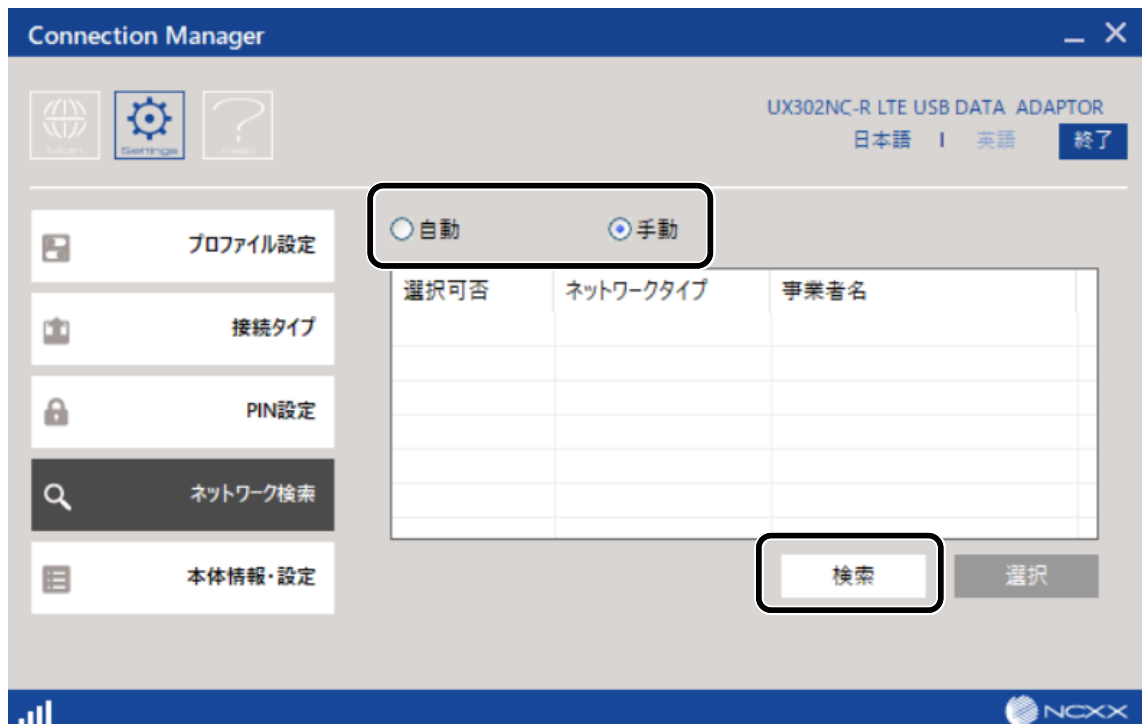 Connection Manager
Main
Settings
Help
UX302NC-R LTE USB DATA ADAPTOR
日本語 | 英語 終了
プロファイル設定
接続タイプ
PIN設定
ネットワーク検索
本体情報・設定
自動 手動
選択可否 ネットワークタイプ 事業者名
検索 選択
NCXX